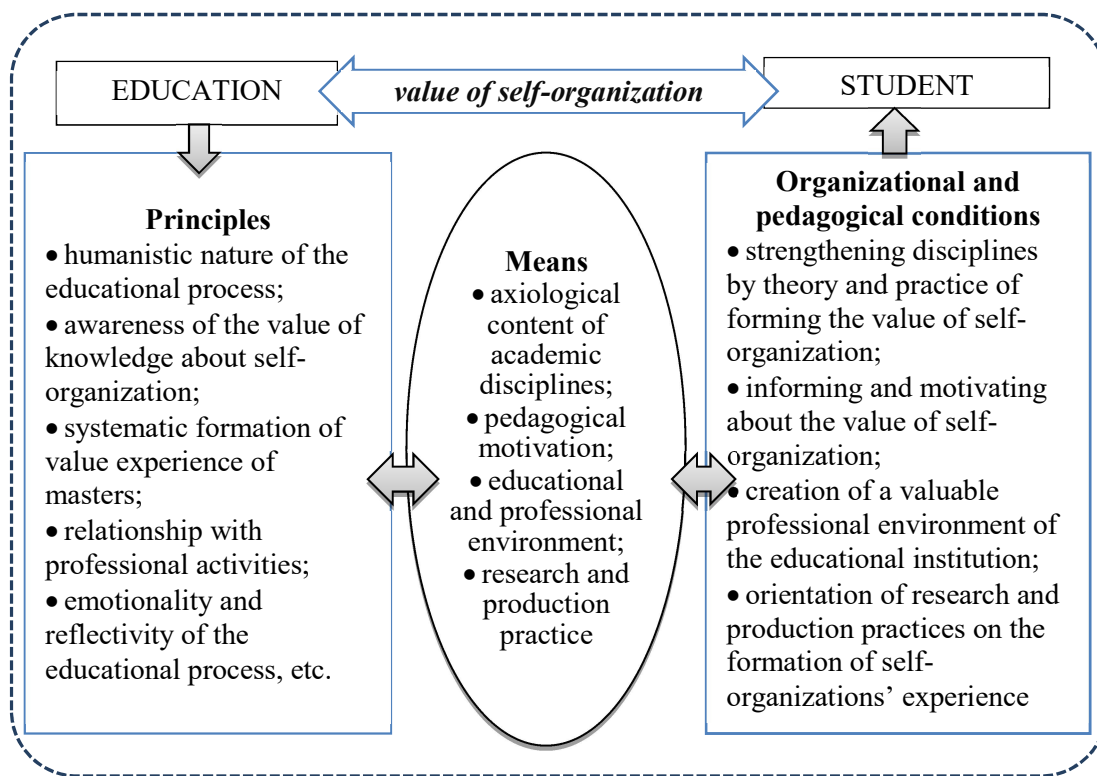 EDUCATION
value of self-organization
STUDENT
Principles
• humanistic nature of the
educational process;
• awareness of the value of
knowledge about self-
organization;
• systematic formation of
value experience of
masters;
• relationship with
professional activities;
• emotionality and
reflectivity of the
educational process, etc.
Means
• axiological
content of
academic
disciplines;
• pedagogical
motivation;
• educational
and professional
environment;
• research and
production
practice
Organizational and
pedagogical conditions
• strengthening disciplines
by theory and practice of
forming the value of self-
organization;
• informing and motivating
about the value of self-
organization;
• creation of a valuable
professional environment of
the educational institution;
• orientation of research and
production practices on the
formation of self-
organizations’ experience